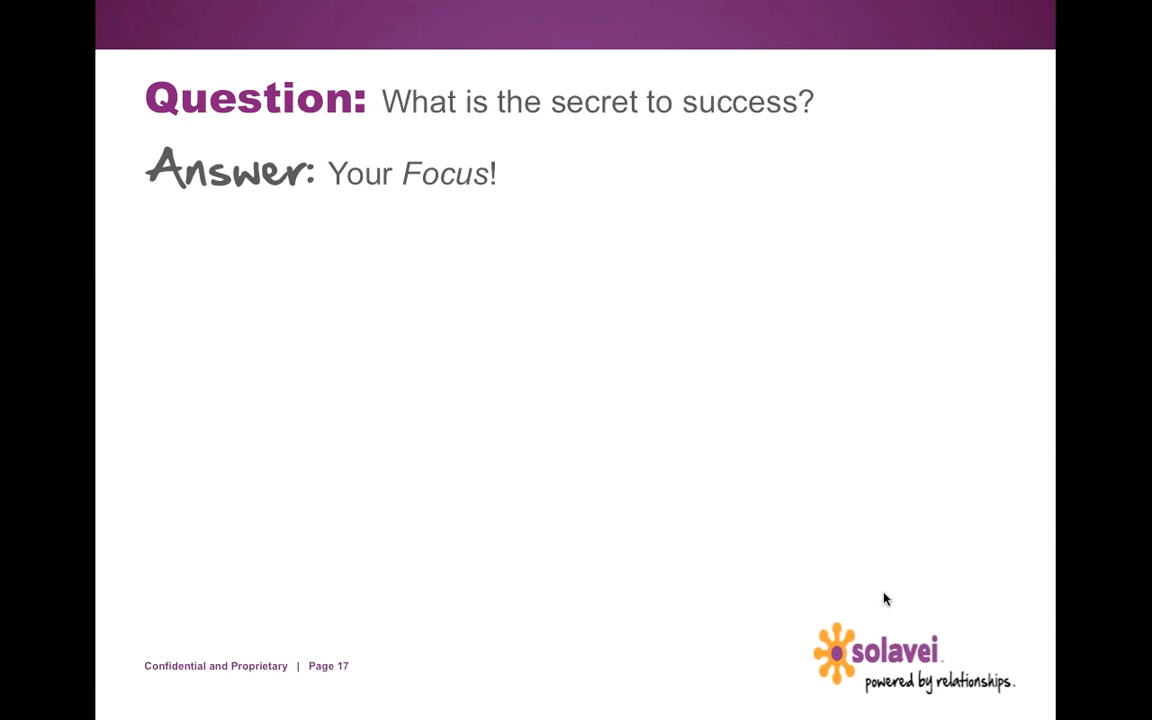 Question: What is the secret to success?
Answer: Your Focus!
Confidential and Proprietary | Page 17
solavei
powered by relationships.